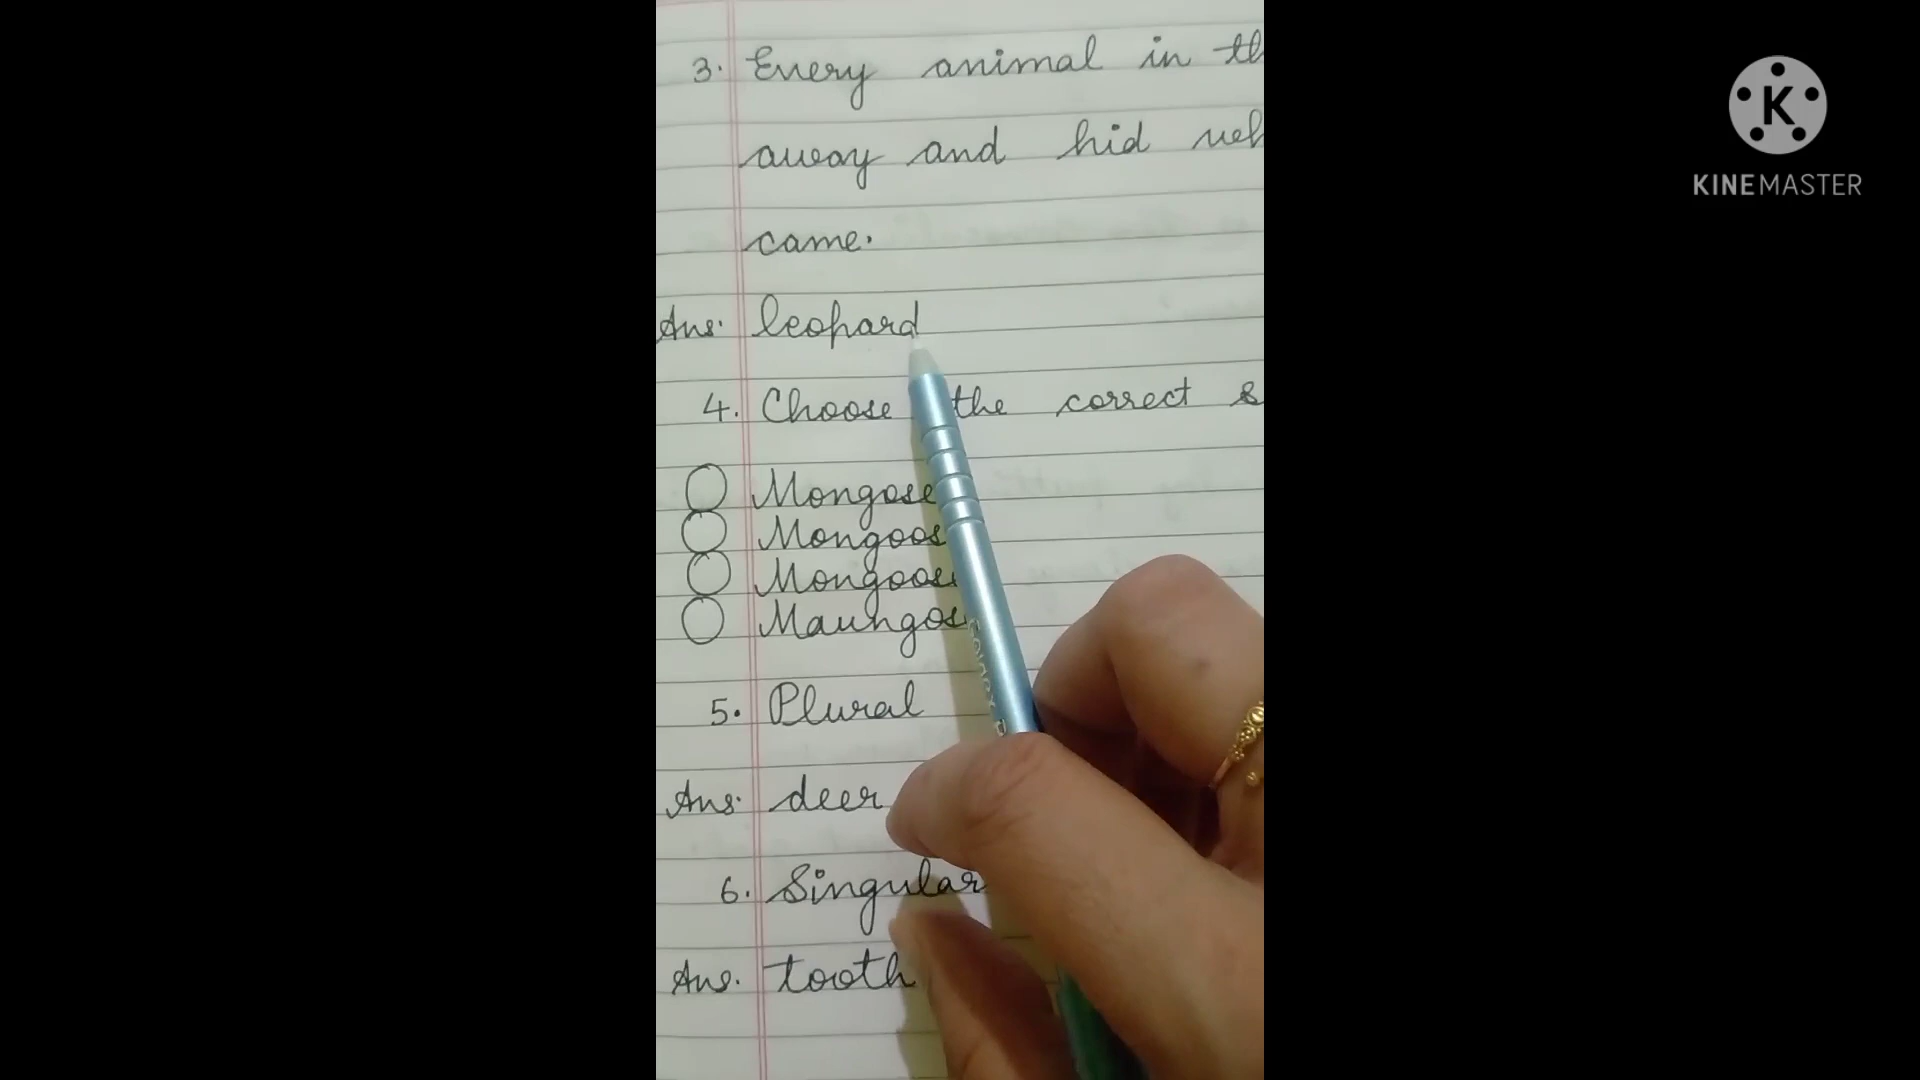 3. Every animal in th
away and hid
came.
Ans. leopard
4. Choose the correct s
Mongose
Mongoos
Mongoose
Maungos
5. Plural
Ans. deer
6. Singular
Ans. tooth
K
KINEMASTER